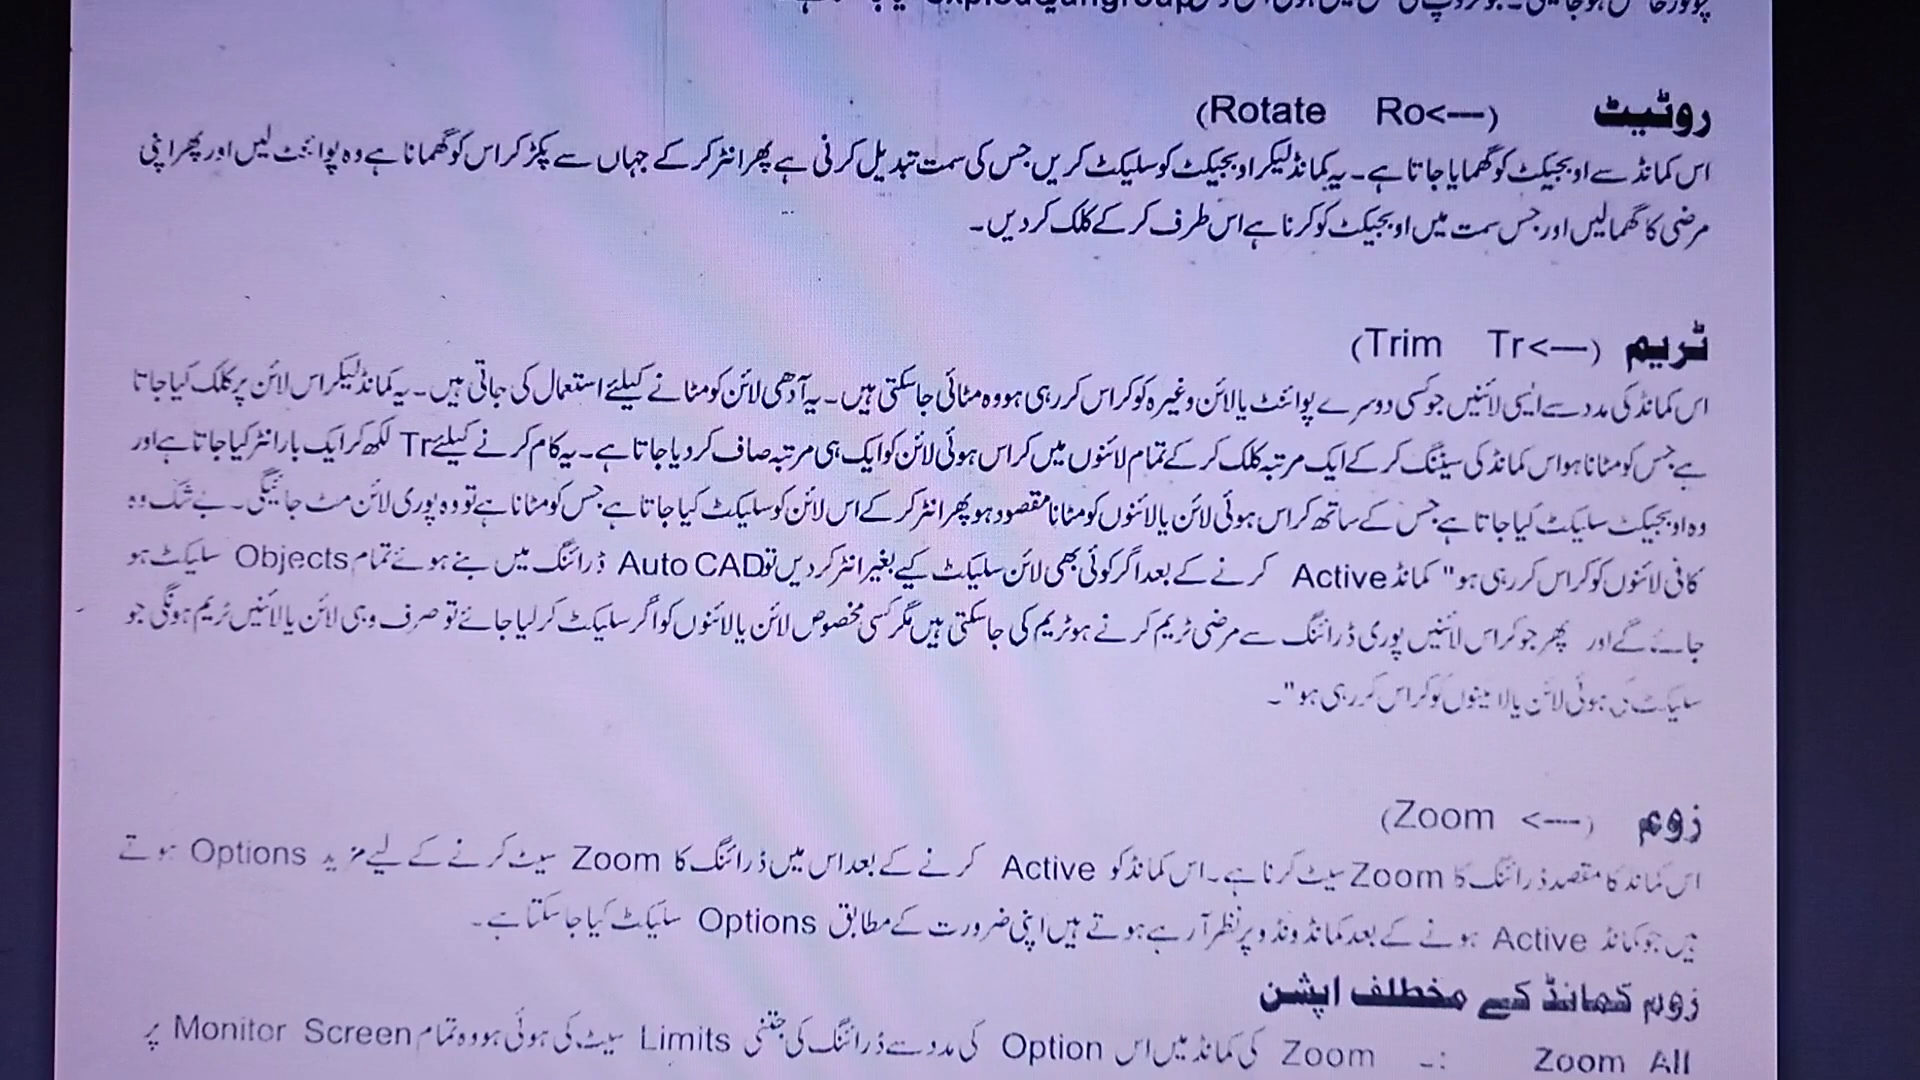 explode یا ungroup
روٹیٹ (Rotate Ro<---)
اس کمانڈ سے اوبجیکٹ کو گھمایا جاتا ہے۔ یہ کمانڈ لیکر اوبجیکٹ کو سلیکٹ کریں جس کی سمت تبدیل کرنی ہے پھر انٹر کر کے جہاں سے پکڑ کر اس کو گھمانا ہے وہ پوائنٹ لیں اور پھر اپنی
مرضی کا گھمالیں اور جس سمت میں اوبجیکٹ کو کرنا ہے اس طرف کر کے کلک کر دیں۔
ٹریم (Trim Tr<---)
اس کمانڈ کی مدد سے ایسی لائنیں جو کسی دوسرے پوائنٹ یا لائن وغیرہ کو کراس کر رہی ہو وہ مٹائی جاسکتی ہیں۔ یہ آدھی لائن کو مٹانے کیلئے استعمال کی جاتی ہیں۔ یہ کمانڈ لیکر اس لائن پر کلک کیا جاتا
ہے جس کو مٹانا ہو اس کمانڈ کی سیٹنگ کر کے ایک مرتبہ کلک کر کے تمام لائنوں میں کراس ہوئی لائن کو ایک ہی مرتبہ صاف کر دیا جاتا ہے۔ یہ کام کرنے کیلئے Tr لکھ کر ایک بار انٹر کیا جاتا ہے اور
وہ اوبجیکٹ سلیکٹ کیا جاتا ہے جس کے ساتھ کراس ہوئی لائن یا لائنوں کو مٹانا مقصود ہو پھر انٹر کر کے اس لائن کو سلیکٹ کیا جاتا ہے جس کو مٹانا ہے تو وہ پوری لائن مٹ جائیگی۔ بے شک وہ
کافی لائنوں کو کراس کر رہی ہو" کمانڈ Active کرنے کے بعد اگر کوئی بھی لائن سلیکٹ کیے بغیر انٹر کر دیں تو Auto CAD ڈرائنگ میں بنے ہوئے تمام Objects سلیکٹ ہو
جائے گے اور پھر جو کراس لائنیں پوری ڈرائنگ سے مرضی ٹریم کرنے ہو ٹریم کی جاسکتی ہیں مگر کسی مخصوص لائن یا لائنوں کو اگر سلیکٹ کر لیا جائے تو صرف وہی لائن یا لائنیں ٹریم ہونگی جو
سلیکٹ کی ہوئی لائن یا لائینوں کو کراس کر رہی ہو"۔
زوم (Zoom <---)
اس کمانڈ کا مقصد ڈرائنگ کا Zoom سیٹ کرنا ہے۔ اس کمانڈ کو Active کرنے کے بعد اس میں ڈرائنگ کا Zoom سیٹ کرنے کے لیے مزید Options ہوتے
ہیں جو کمانڈ Active ہونے کے بعد کمانڈ ونڈو پر نظر آرہے ہوتے ہیں اپنی ضرورت کے مطابق Options سلیکٹ کیا جاسکتا ہے۔
زوم کمانڈ کے مخطلف اپشن
Zoom All :۔ Zoom کی کمانڈ میں اس Option کی مدد سے ڈرائنگ کی جتنی Limits سیٹ کی ہوئی ہو وہ تمام Monitor Screen پر